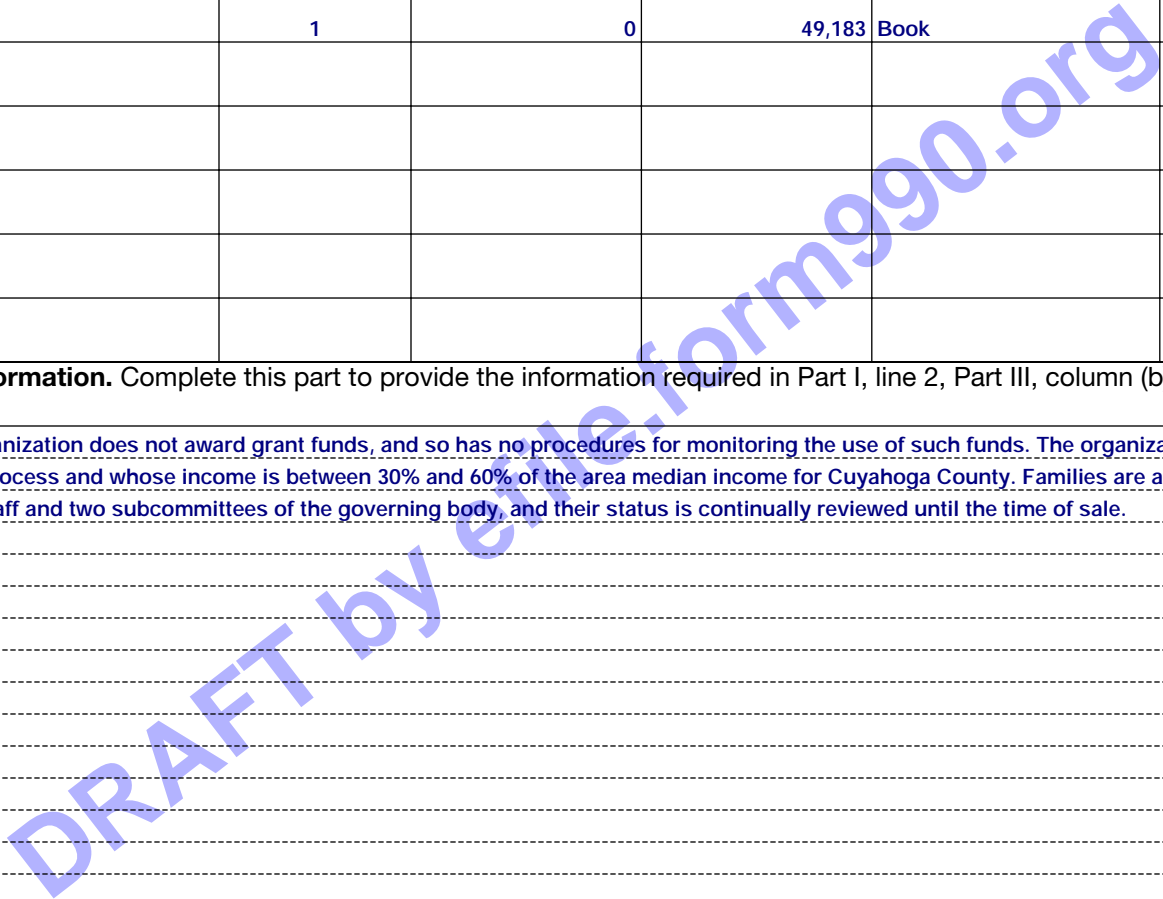 1 0 49,183 Book
ormation. Complete this part to provide the information required in Part I, line 2, Part III, column (b
nization does not award grant funds, and so has no procedures for monitoring the use of such funds. The organiza
ocess and whose income is between 30% and 60% of the area median income for Cuyahoga County. Families are a
aff and two subcommittees of the governing body, and their status is continually reviewed until the time of sale.
DRAFT by efile.form990.org